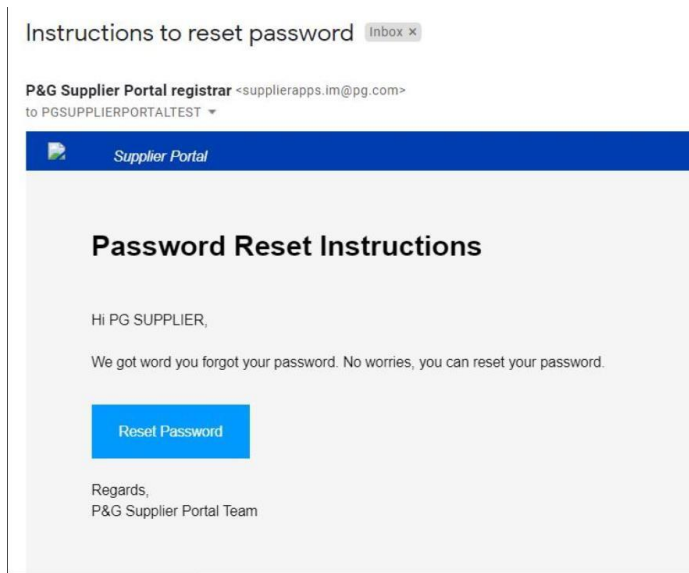 Instructions to reset password Inbox ×
P&G Supplier Portal registrar <supplierapps.im@pg.com>
to PGSUPPLIERPORTALTEST
Supplier Portal
Password Reset Instructions
Hi PG SUPPLIER,
We got word you forgot your password. No worries, you can reset your password.
Reset Password
Regards,
P&G Supplier Portal Team